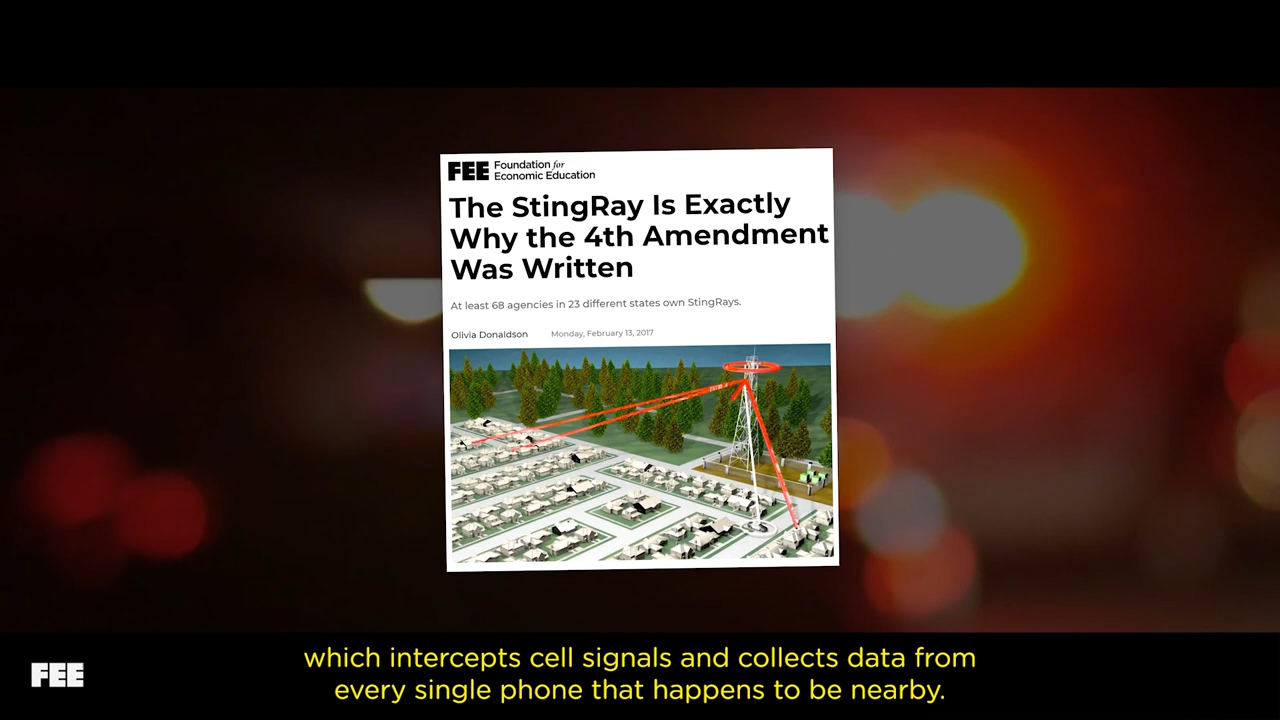 FEE Foundation for
Economic Education
The StingRay Is Exactly
Why the 4th Amendment
Was Written
At least 68 agencies in 23 different states own StingRays.
Olivia Donaldson Monday, February 13, 2017
FEE
which intercepts cell signals and collects data from
every single phone that happens to be nearby.